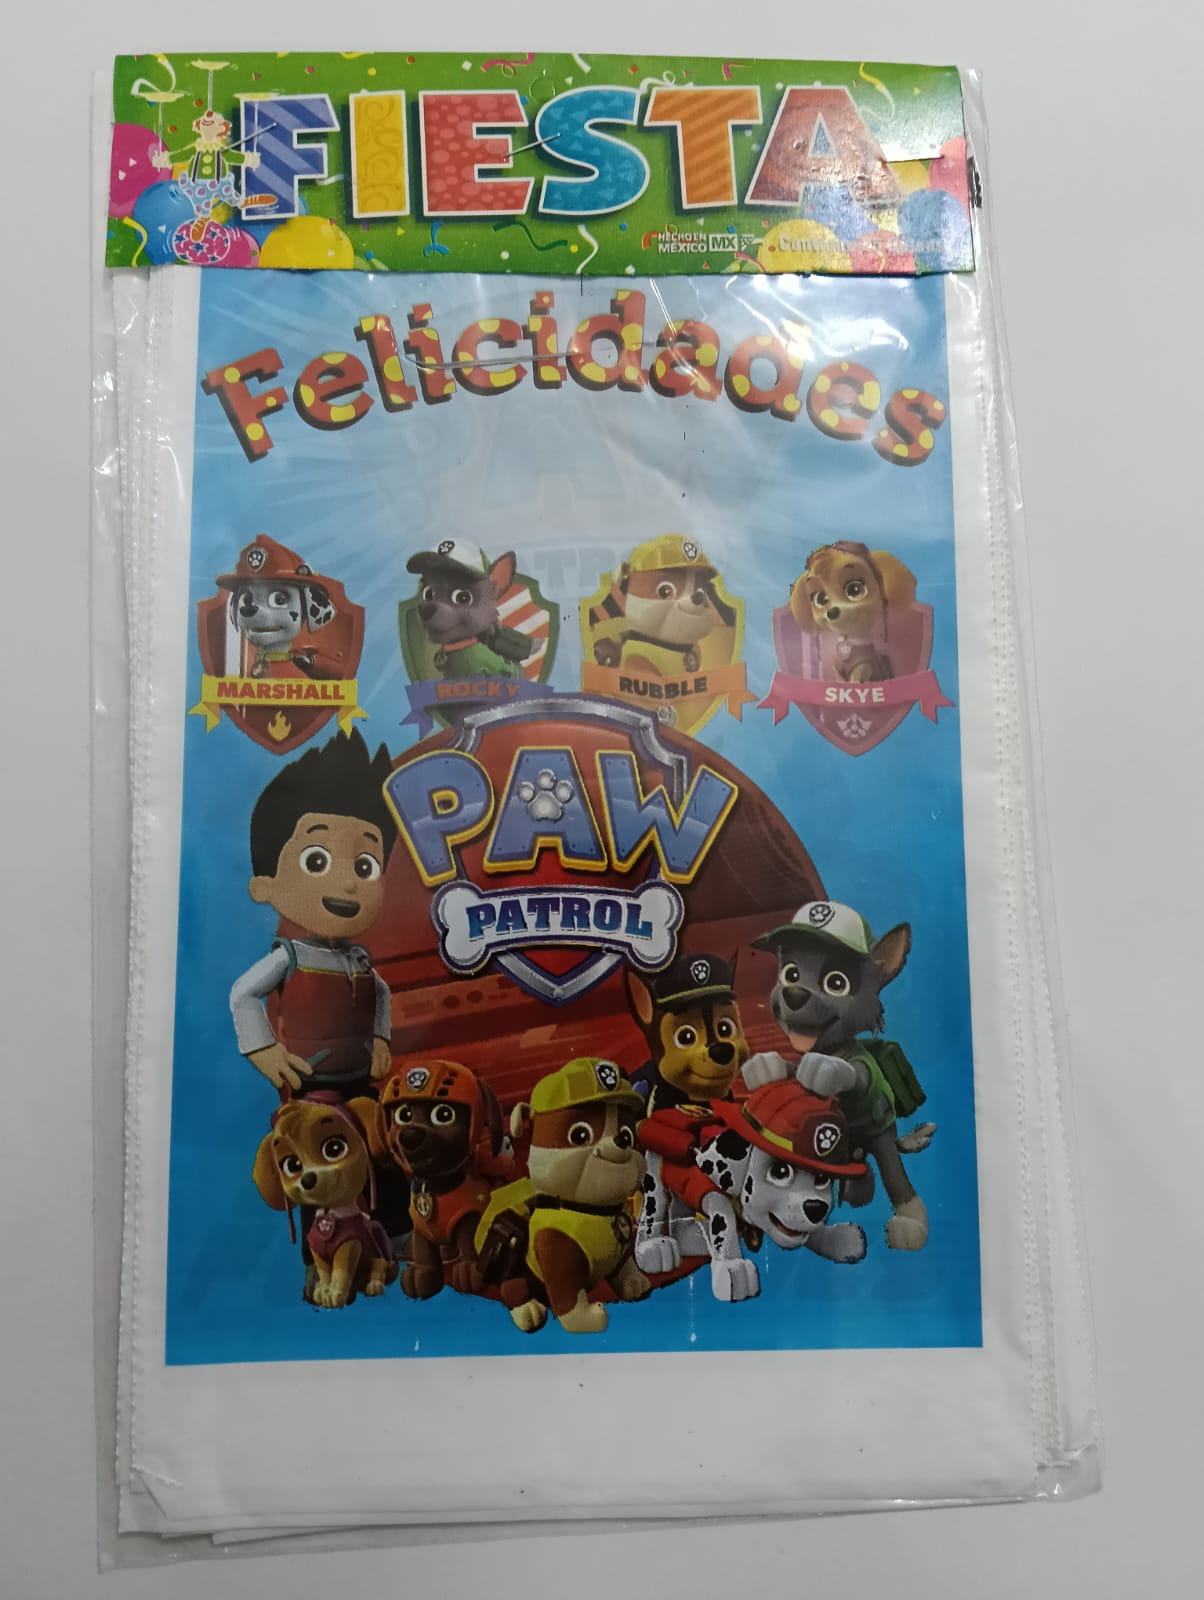 FIESTA
HECHO EN
MÉXICO MX
Felicidades
MARSHALL
ROCKY
RUBBLE
SKYE
PAW
PATROL